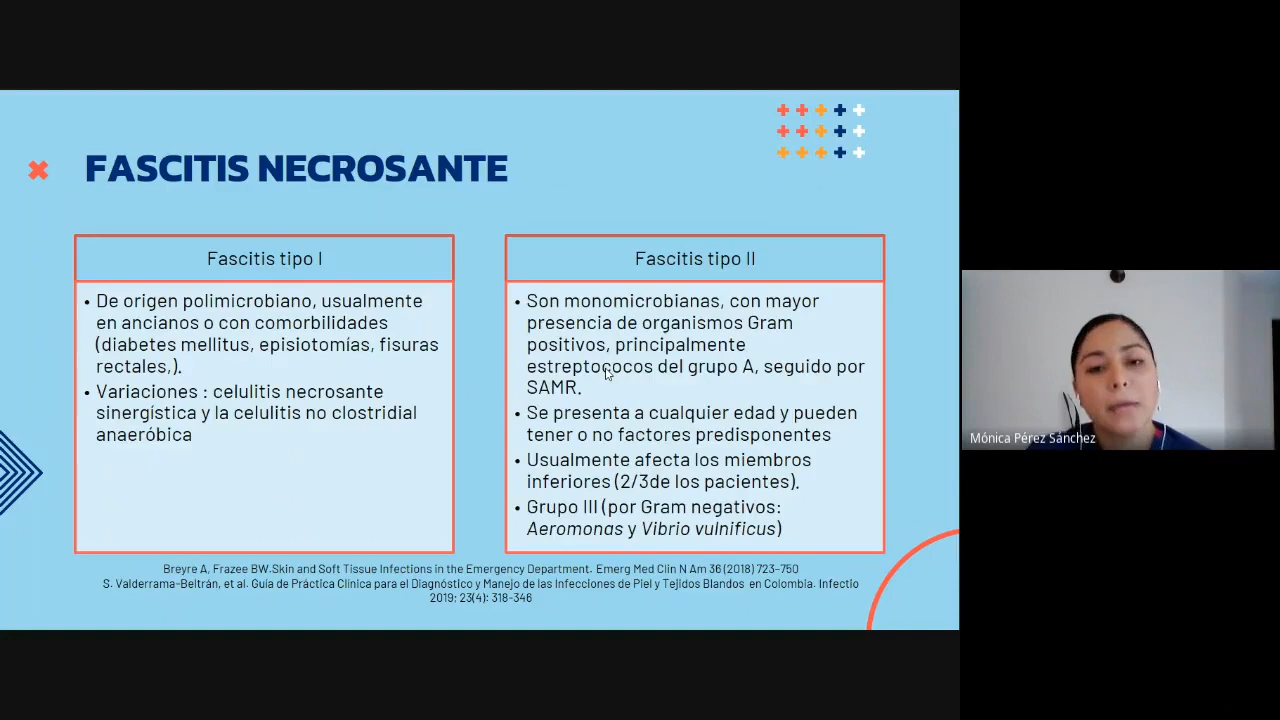 FASCITIS NECROSANTE
Fascitis tipo I
• De origen polimicrobiano, usualmente
en ancianos o con comorbilidades
(diabetes mellitus, episiotomías, fisuras
rectales,).
• Variaciones : celulitis necrosante
sinergística y la celulitis no clostridial
anaeróbica
Fascitis tipo II
• Son monomicrobianas, con mayor
presencia de organismos Gram
positivos, principalmente
estreptococos del grupo A, seguido por
SAMR.
• Se presenta a cualquier edad y pueden
tener o no factores predisponentes
• Usualmente afecta los miembros
inferiores (2/3de los pacientes).
• Grupo III (por Gram negativos:
Aeromonas y Vibrio vulnificus)
Breyre A, Frazee BW.Skin and Soft Tissue Infections in the Emergency Department. Emerg Med Clin N Am 36 (2018) 723–750
S. Valderrama-Beltrán, et al. Guía de Práctica Clínica para el Diagnóstico y Manejo de las Infecciones de Piel y Tejidos Blandos en Colombia. Infectio
2019; 23(4): 318-346
Mónica Pérez Sánchez